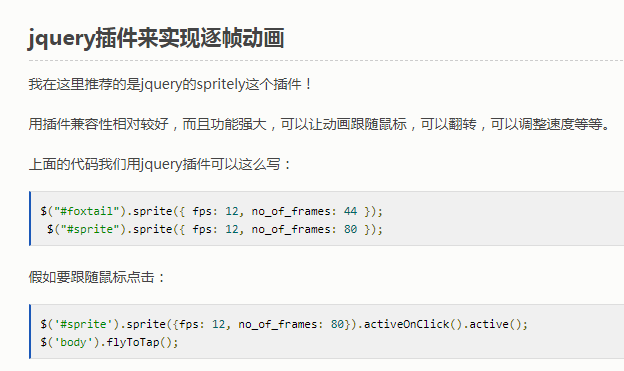 jquery插件来实现逐帧动画
我在这里推荐的是jquery的spritely这个插件！
用插件兼容性相对较好，而且功能强大，可以让动画跟随鼠标，可以翻转，可以调整速度等等。
上面的代码我们用jquery插件可以这么写：
$("#foxtail").sprite({ fps: 12, no_of_frames: 44 });
$("#sprite").sprite({ fps: 12, no_of_frames: 80 });
假如要跟随鼠标点击：
$('#sprite').sprite({fps: 12, no_of_frames: 80}).activeOnClick().active();
$('body').flyToTap();